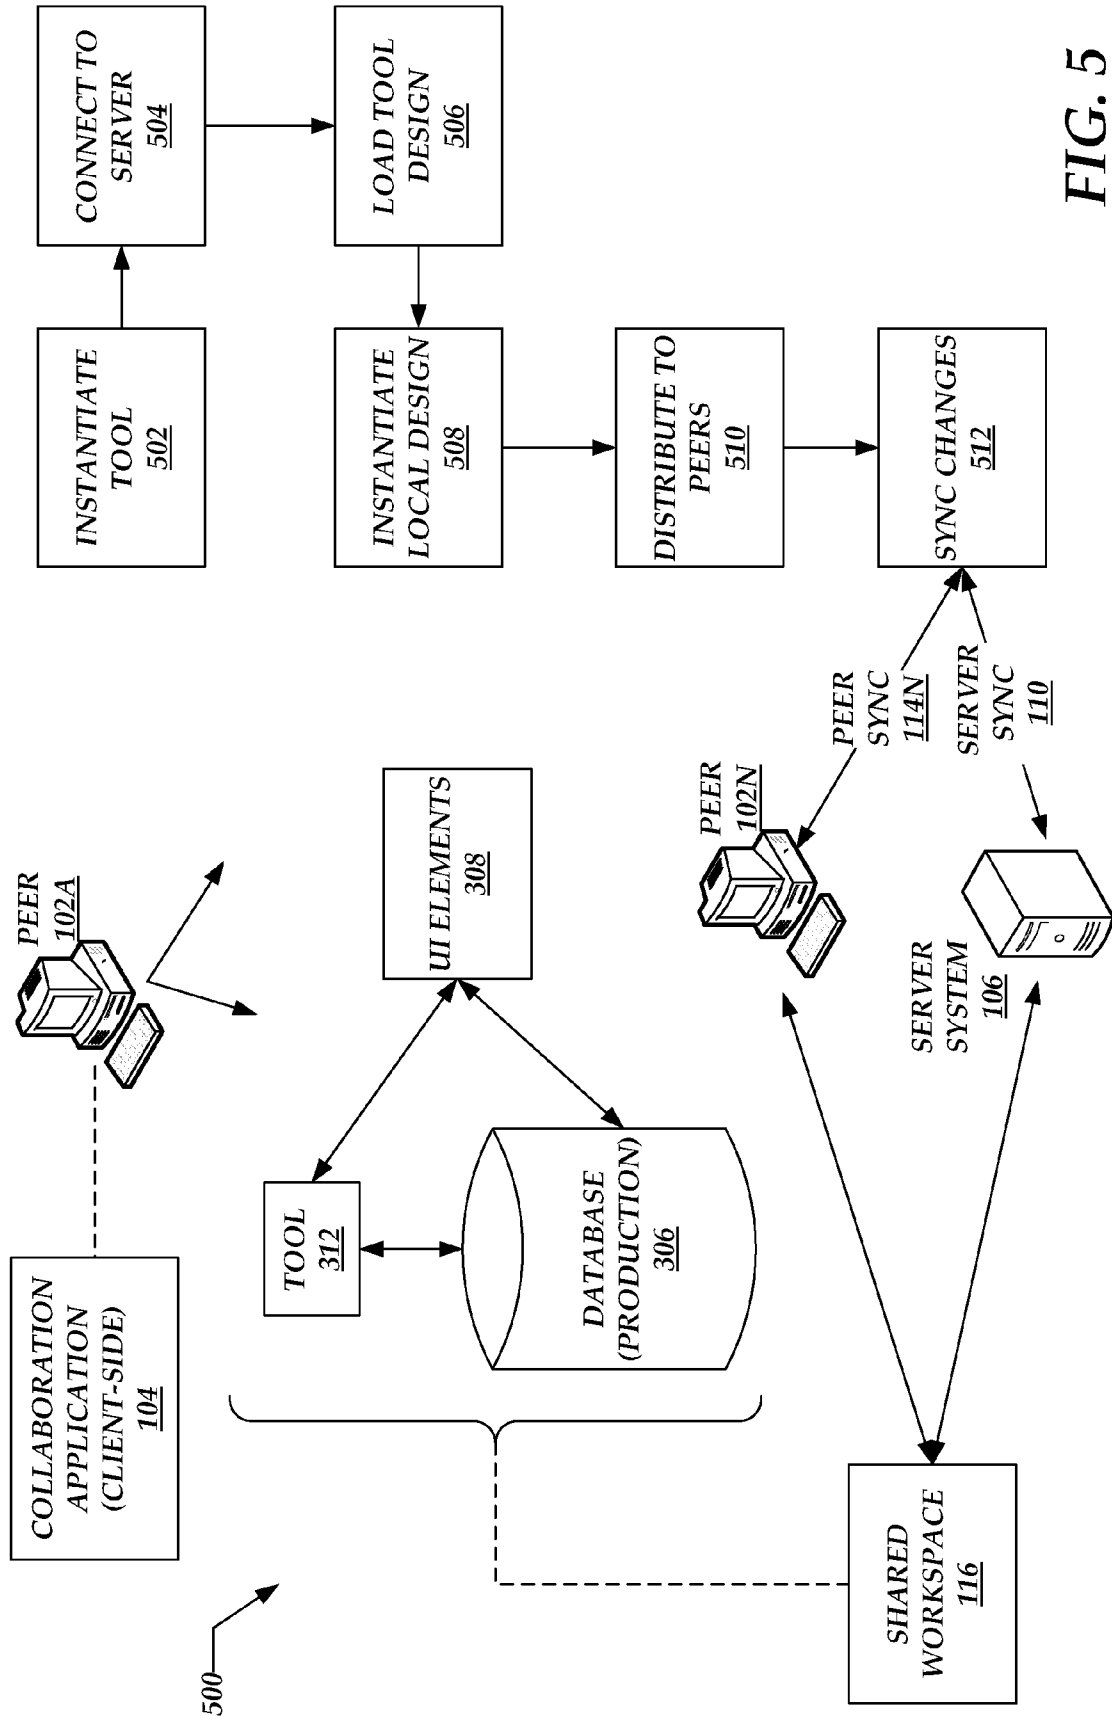 500
COLLABORATION
APPLICATION
(CLIENT-SIDE)
104
PEER
102A
INSTANTIATE
TOOL
502
CONNECT TO
SERVER
504
TOOL
312
UI ELEMENTS
308
INSTANTIATE
LOCAL DESIGN
508
LOAD TOOL
DESIGN
506
DATABASE
(PRODUCTION)
306
DISTRIBUTE TO
PEERS
510
PEER
102N
PEER
SYNC
114N
SYNC CHANGES
512
SERVER
SYNC
110
SHARED
WORKSPACE
116
SERVER
SYSTEM
106
FIG. 5